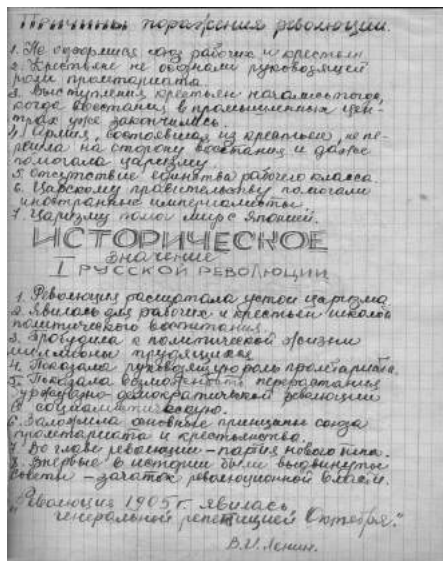 Причины поражения революции.
1. Не оформился союз рабочих и крестьян
2. Крестьяне не осознали руководящей
роли пролетариата.
3. Выступления крестьян начались тогда,
когда восстания в промышленных цен-
трах уже закончились.
4. Армия, состоявшая из крестьян, не пе-
решла на сторону восстания и даже
помогала царизму.
5. Отсутствие единства рабочего класса
6. Царскому правительству помогали
иностранные империалисты.
7. Царизму помог мир с Японией.
ИСТОРИЧЕСКОЕ
значение
I РУССКОЙ РЕВОЛЮЦИИ
1. Революция расшатала устои царизма
2. Явилась для рабочих и крестьян школой
политического воспитания.
3. Пробудила к политической жизни
миллионы трудящихся
4. Показала руководящую роль пролетариата.
5. Показала возможность перерастания
буржуазно-демократической революции
в социалистическую.
6. Заложила основные принципы союза
пролетариата и крестьянства.
7. Во главе революции – партия нового типа.
8. Впервые в истории были выдвинуты
советы – зачаток революционной власти.
"Революция 1905 г. явилась
генеральной репетицией Октября."
В.И. Ленин.